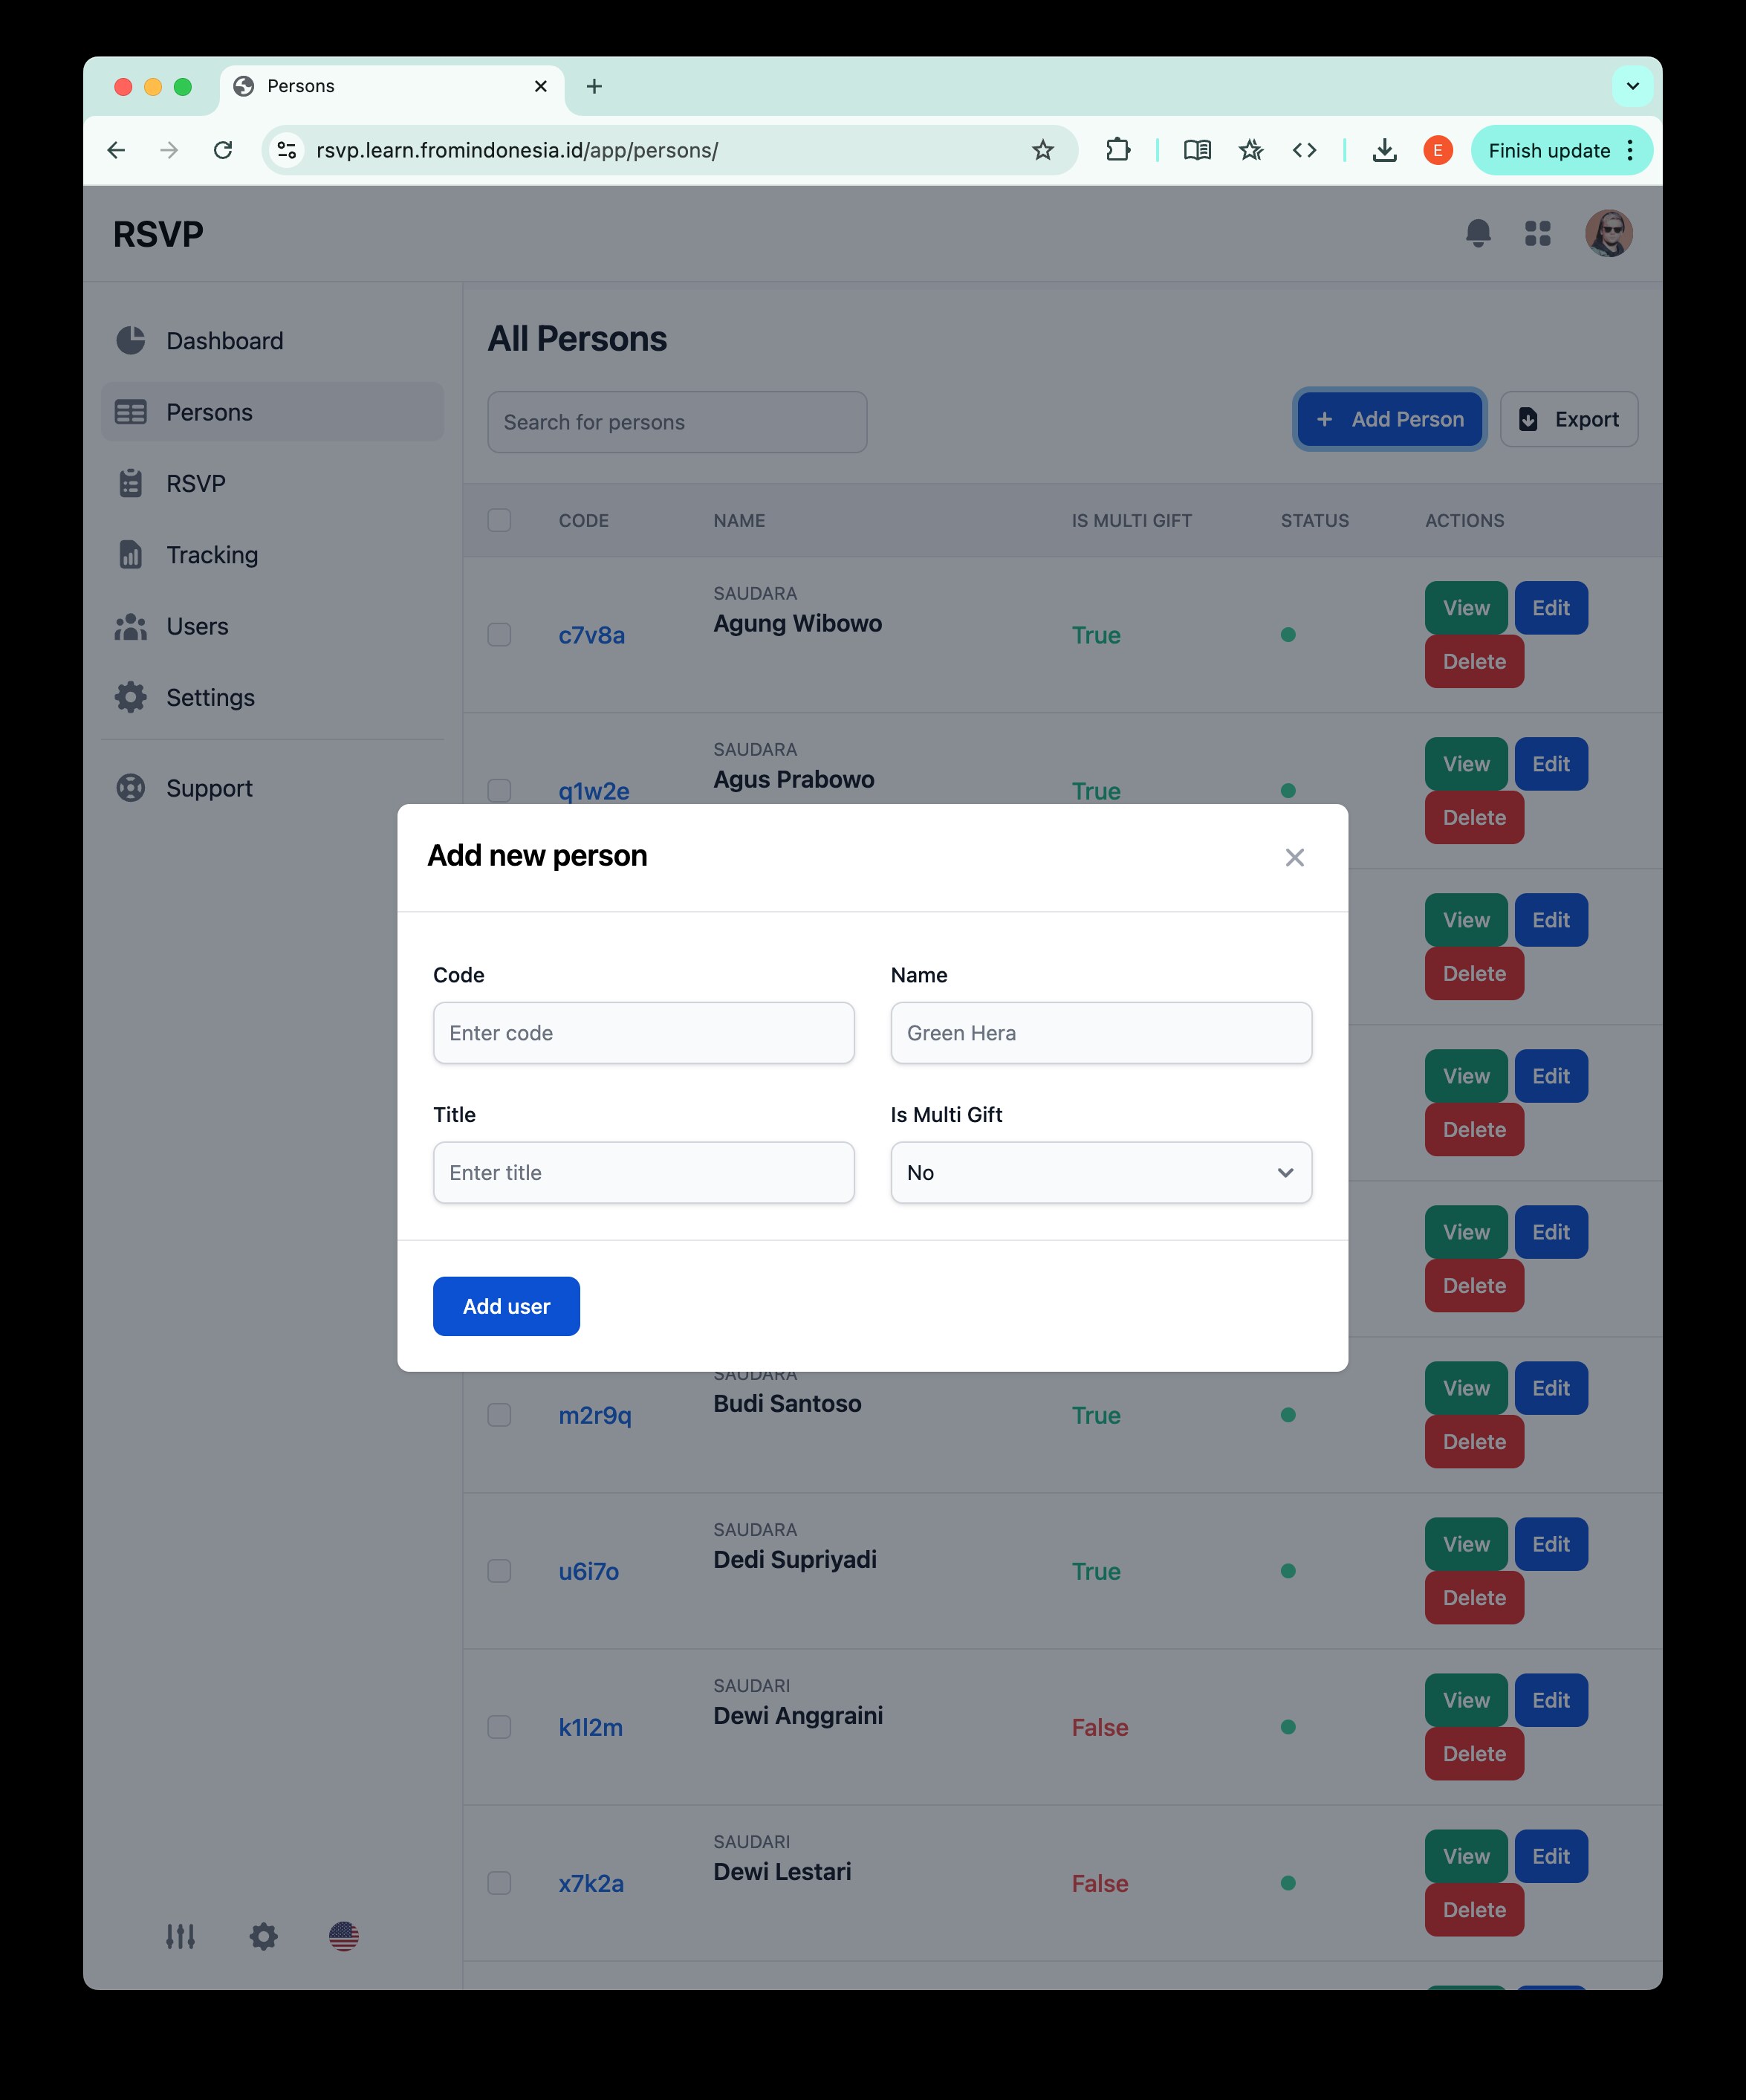 Persons
rsvp.learn.fromindonesia.id/app/persons/
E
Finish update
RSVP
Dashboard
Persons
RSVP
Tracking
Users
Settings
Support
All Persons
Search for persons
+ Add Person
Export
CODE NAME IS MULTI GIFT STATUS ACTIONS
SAUDARA
Agung Wibowo
c7v8a
True
View Edit
Delete
SAUDARA
Agus Prabowo
q1w2e
True
View Edit
Delete
Add new person
Code
Enter code
Name
Green Hera
Title
Enter title
Is Multi Gift
No
Add user
View Edit
Delete
View Edit
Delete
View Edit
Delete
SAUDARA
Budi Santoso
m2r9q
True
View Edit
Delete
SAUDARA
Dedi Supriyadi
u6i7o
True
View Edit
Delete
SAUDARI
Dewi Anggraini
k1l2m
False
View Edit
Delete
SAUDARI
Dewi Lestari
x7k2a
False
View Edit
Delete